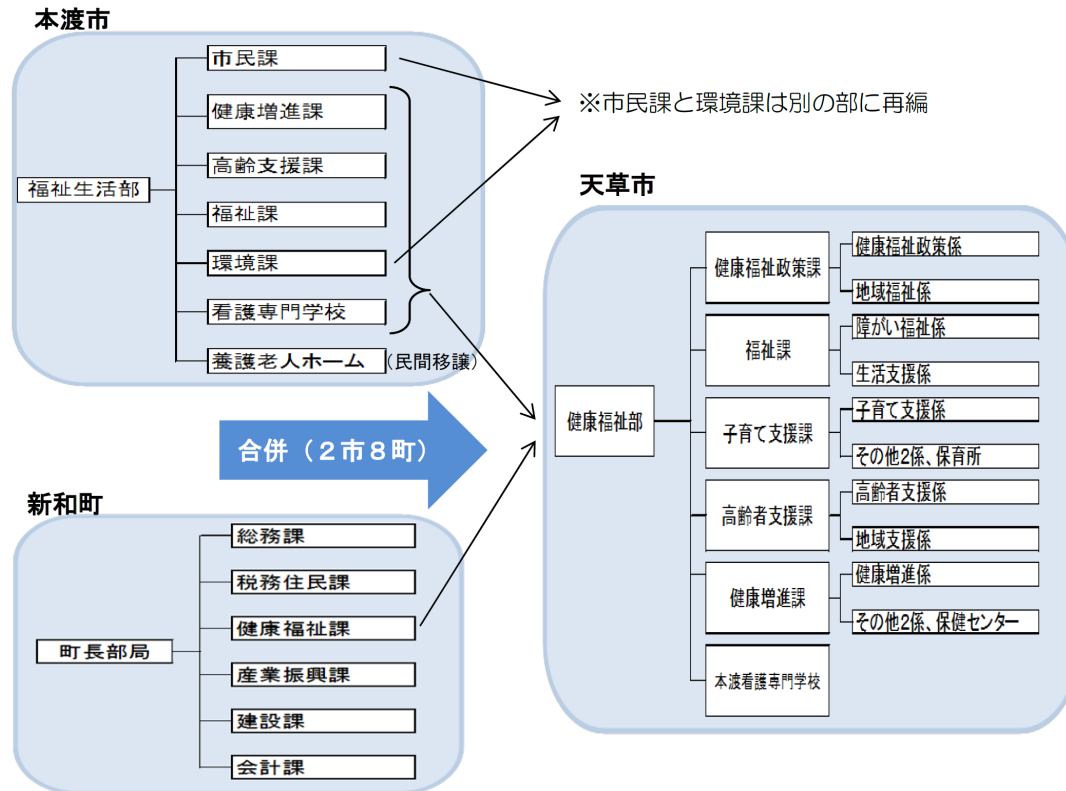 本渡市
市民課
健康増進課
高齢支援課
福祉生活部
福祉課
環境課
看護専門学校
養護老人ホーム
(民間移譲)
※市民課と環境課は別の部に再編
合併（２市８町）
新和町
総務課
税務住民課
健康福祉課
町長部局
産業振興課
建設課
会計課
天草市
健康福祉部
健康福祉政策課
健康福祉政策係
地域福祉係
福祉課
障がい福祉係
生活支援係
子育て支援課
子育て支援係
その他2係、保育所
高齢者支援課
高齢者支援係
地域支援係
健康増進課
健康増進係
その他2係、保健センター
本渡看護専門学校